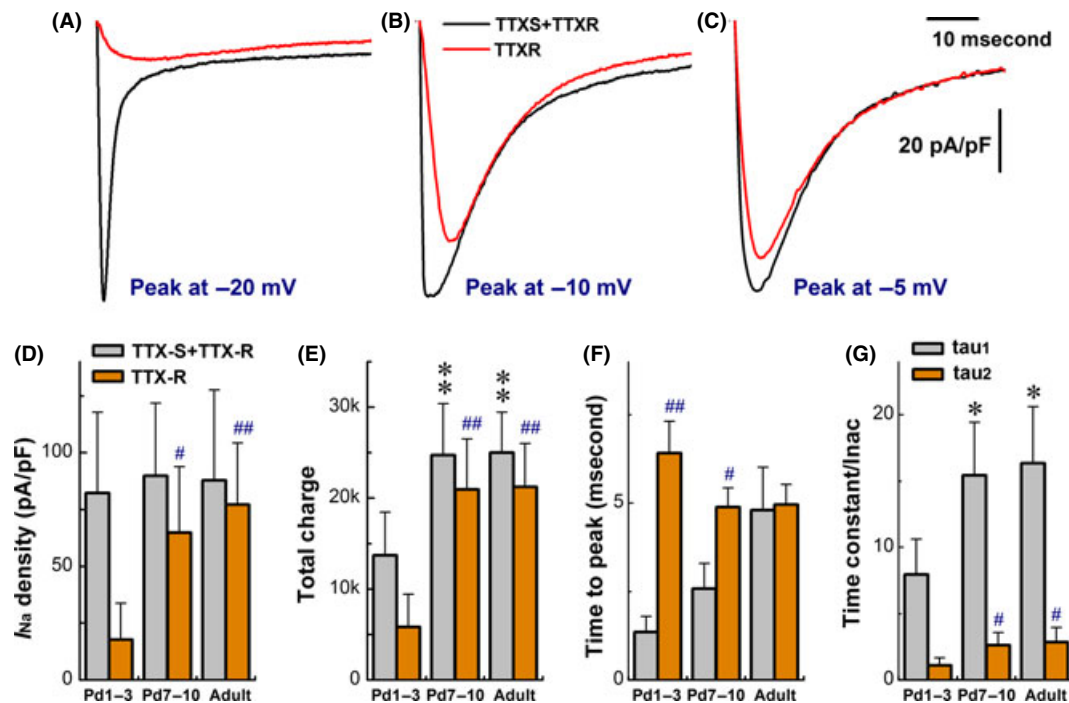 (A)
(B)
(C)
TTXS+TTXR
TTXR
10 msecond
20 pA/pF
Peak at –20 mV
Peak at –10 mV
Peak at –5 mV
(D)
TTX-S+TTX-R
TTX-R
I Na density (pA/pF)
100
50
0
#
##
Pd1–3
Pd7–10
Adult
(E)
Total charge
30k
20k
10k
0
**
**
##
##
Pd1–3
Pd7–10
Adult
(F)
Time to peak (msecond)
5
0
##
#
Pd1–3
Pd7–10
Adult
(G)
tau1
tau2
Time constant/Inac
20
10
0
*
*
#
#
Pd1–3
Pd7–10
Adult